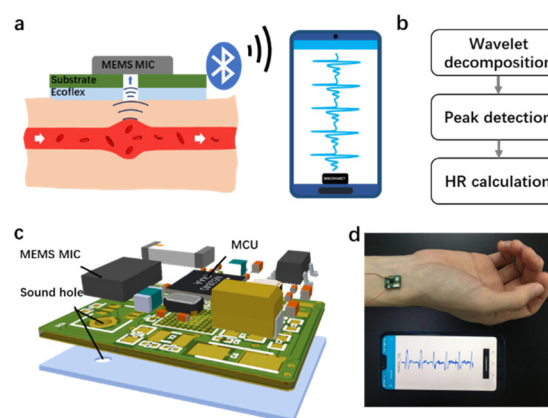 a
MEMS MIC
Substrate
Ecoflex
b
Wavelet
decomposition
Peak detection
HR calculation
c
MEMS MIC
MCU
Sound hole
d